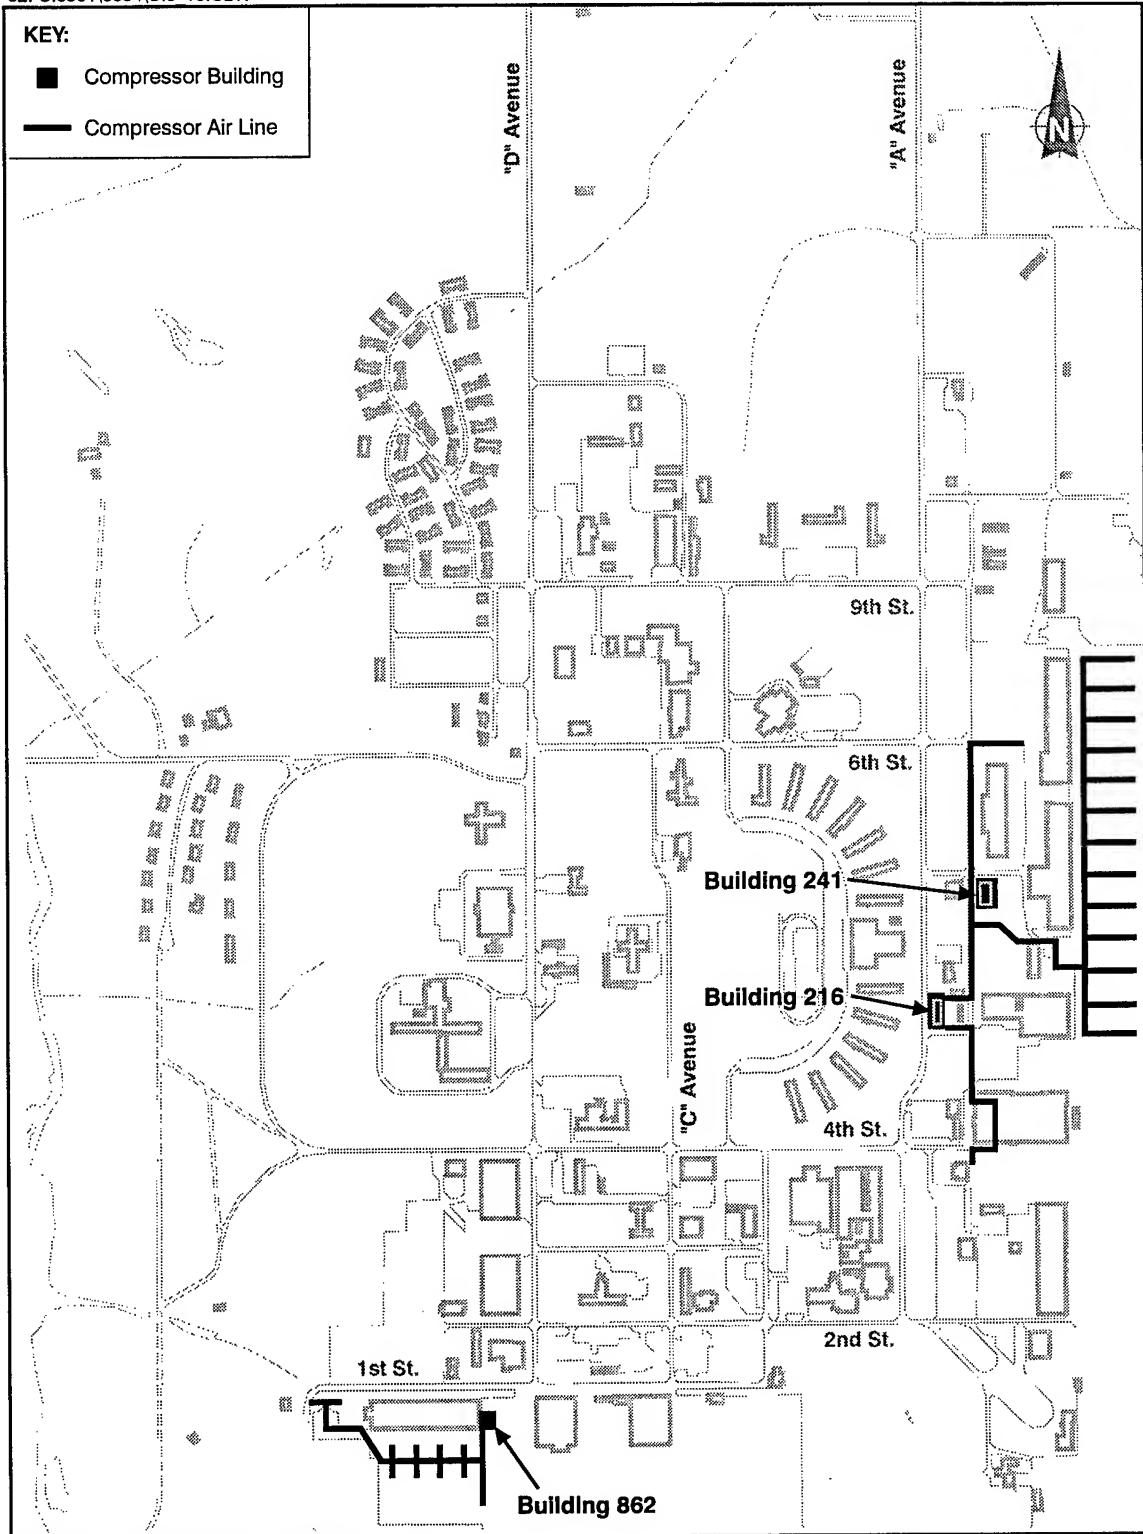 KEY:
Compressor Building
Compressor Air Line
"D" Avenue
"A" Avenue
N
9th St.
6th St.
Building 241
Building 216
"C" Avenue
4th St.
2nd St.
1st St.
Building 862